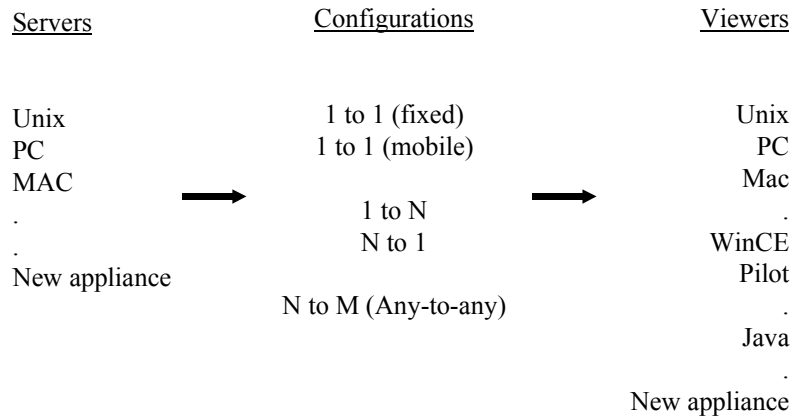 Servers
Configurations
Viewers
Unix
PC
MAC
.
.
New appliance
1 to 1 (fixed)
1 to 1 (mobile)
1 to N
N to 1
N to M (Any-to-any)
Unix
PC
Mac
.
WinCE
Pilot
.
Java
.
New appliance